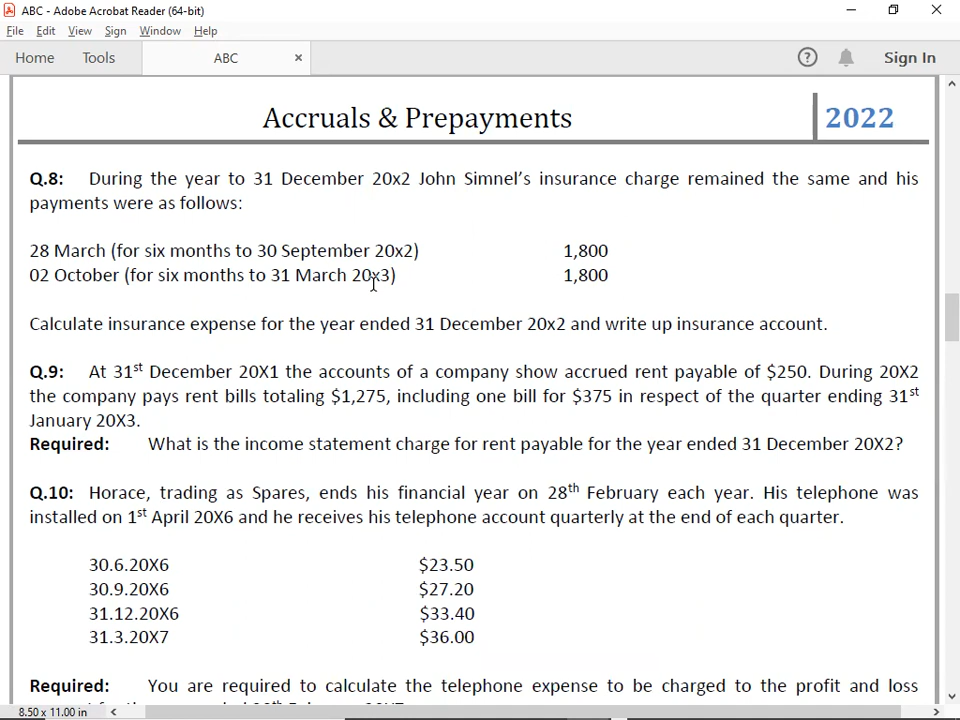 ABC - Adobe Acrobat Reader (64-bit)
File Edit View Sign Window Help
Home Tools ABC × ? Sign In
Accruals & Prepayments 2022
Q.8: During the year to 31 December 20x2 John Simnel’s insurance charge remained the same and his
payments were as follows:
28 March (for six months to 30 September 20x2) 1,800
02 October (for six months to 31 March 20x3) 1,800
Calculate insurance expense for the year ended 31 December 20x2 and write up insurance account.
Q.9: At 31st December 20X1 the accounts of a company show accrued rent payable of $250. During 20X2
the company pays rent bills totaling $1,275, including one bill for $375 in respect of the quarter ending 31st
January 20X3.
Required: What is the income statement charge for rent payable for the year ended 31 December 20X2?
Q.10: Horace, trading as Spares, ends his financial year on 28th February each year. His telephone was
installed on 1st April 20X6 and he receives his telephone account quarterly at the end of each quarter.
30.6.20X6 $23.50
30.9.20X6 $27.20
31.12.20X6 $33.40
31.3.20X7 $36.00
Required: You are required to calculate the telephone expense to be charged to the profit and loss
8.50 x 11.00 in